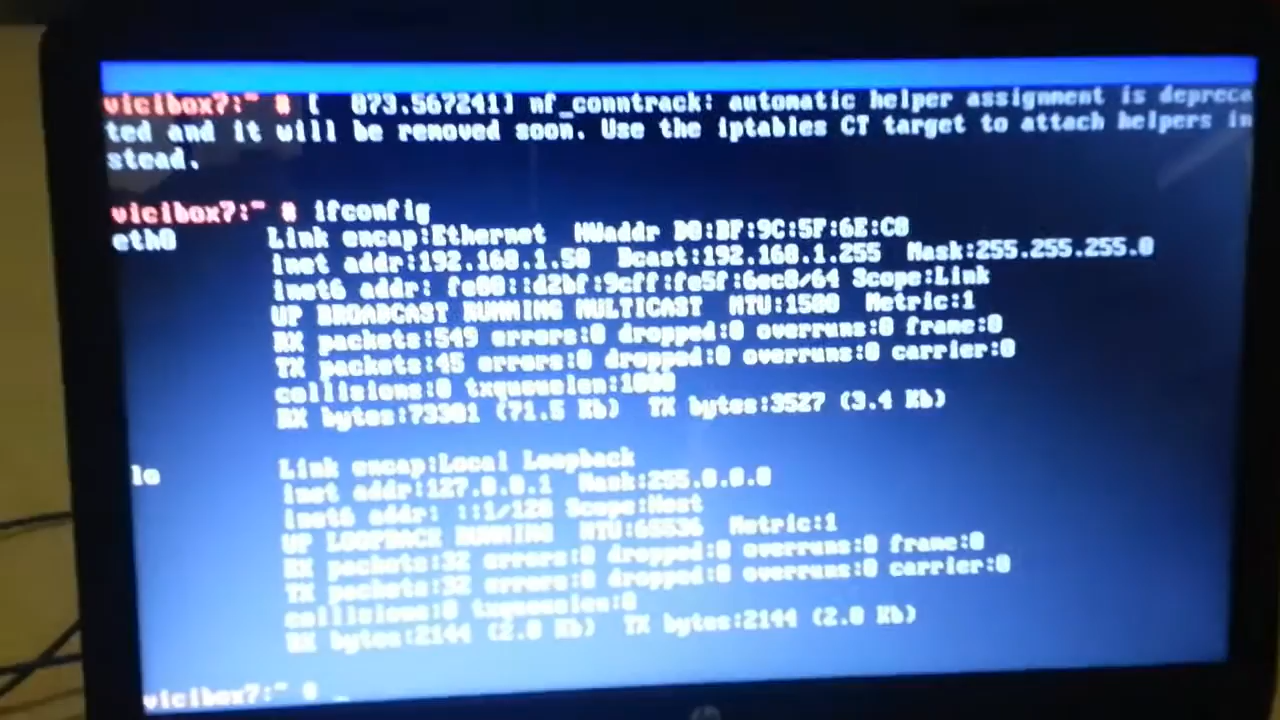 vicibox7:~ # [  873.567241] nf_conntrack: automatic helper assignment is depreca
ted and it will be removed soon. Use the iptables CT target to attach helpers in
stead.
vicibox7:~ # ifconfig
eth0 Link encap:Ethernet HWaddr D0:BF:9C:5F:6E:C8
inet addr:192.168.1.50 Bcast:192.168.1.255 Mask:255.255.255.0
inet6 addr: fe80::d2bf:9cff:fe5f:6ec8/64 Scope:Link
UP BROADCAST RUNNING MULTICAST MTU:1500 Metric:1
RX packets:549 errors:0 dropped:0 overruns:0 frame:0
TX packets:45 errors:0 dropped:0 overruns:0 carrier:0
collisions:0 txqueuelen:1000
RX bytes:73301 (71.5 Kb) TX bytes:3527 (3.4 Kb)
lo Link encap:Local Loopback
inet addr:127.0.0.1 Mask:255.0.0.0
inet6 addr: ::1/128 Scope:Host
UP LOOPBACK RUNNING MTU:65536 Metric:1
RX packets:32 errors:0 dropped:0 overruns:0 frame:0
TX packets:32 errors:0 dropped:0 overruns:0 carrier:0
collisions:0 txqueuelen:0
RX bytes:2144 (2.0 Kb) TX bytes:2144 (2.0 Kb)
vicibox7:~ # _
hp